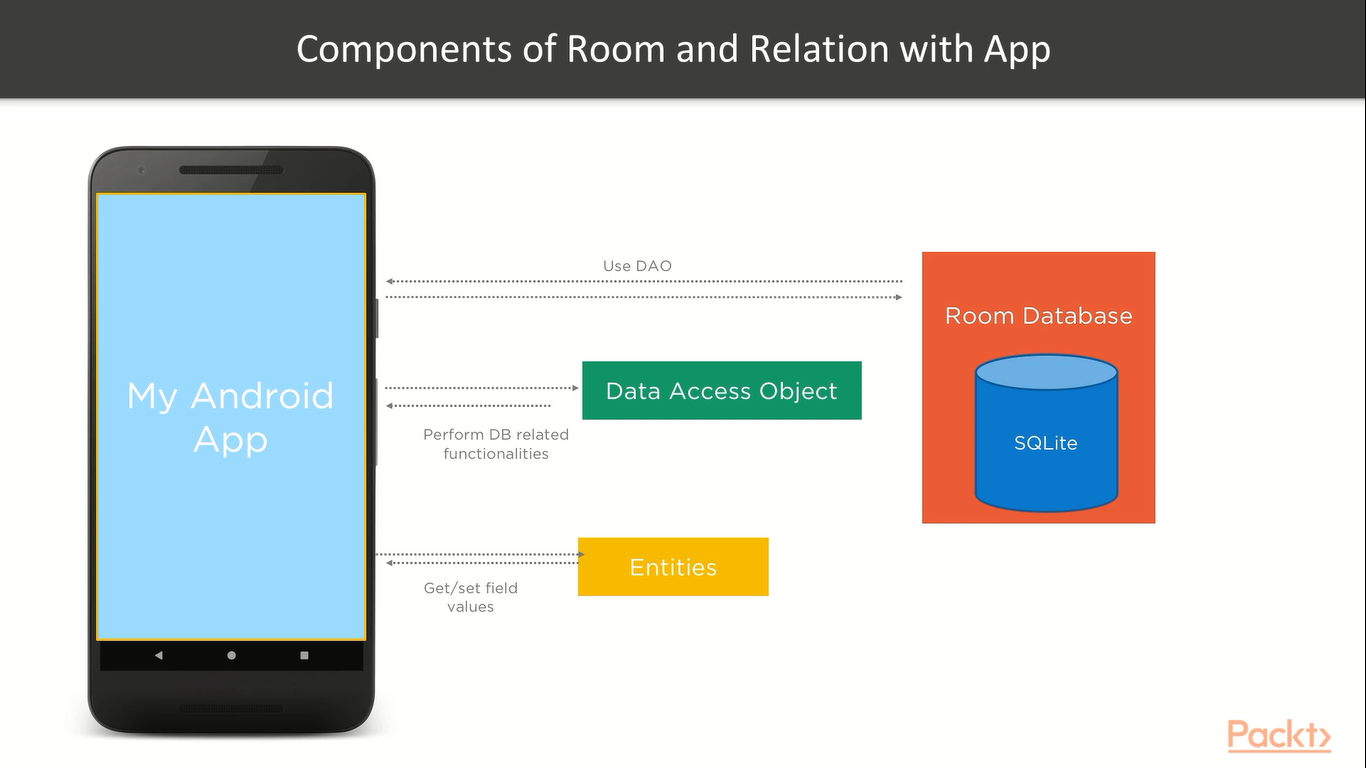 Components of Room and Relation with App
My Android
App
Use DAO
Room Database
SQLite
Data Access Object
Perform DB related
functionalities
Entities
Get/set field
values
Packt>